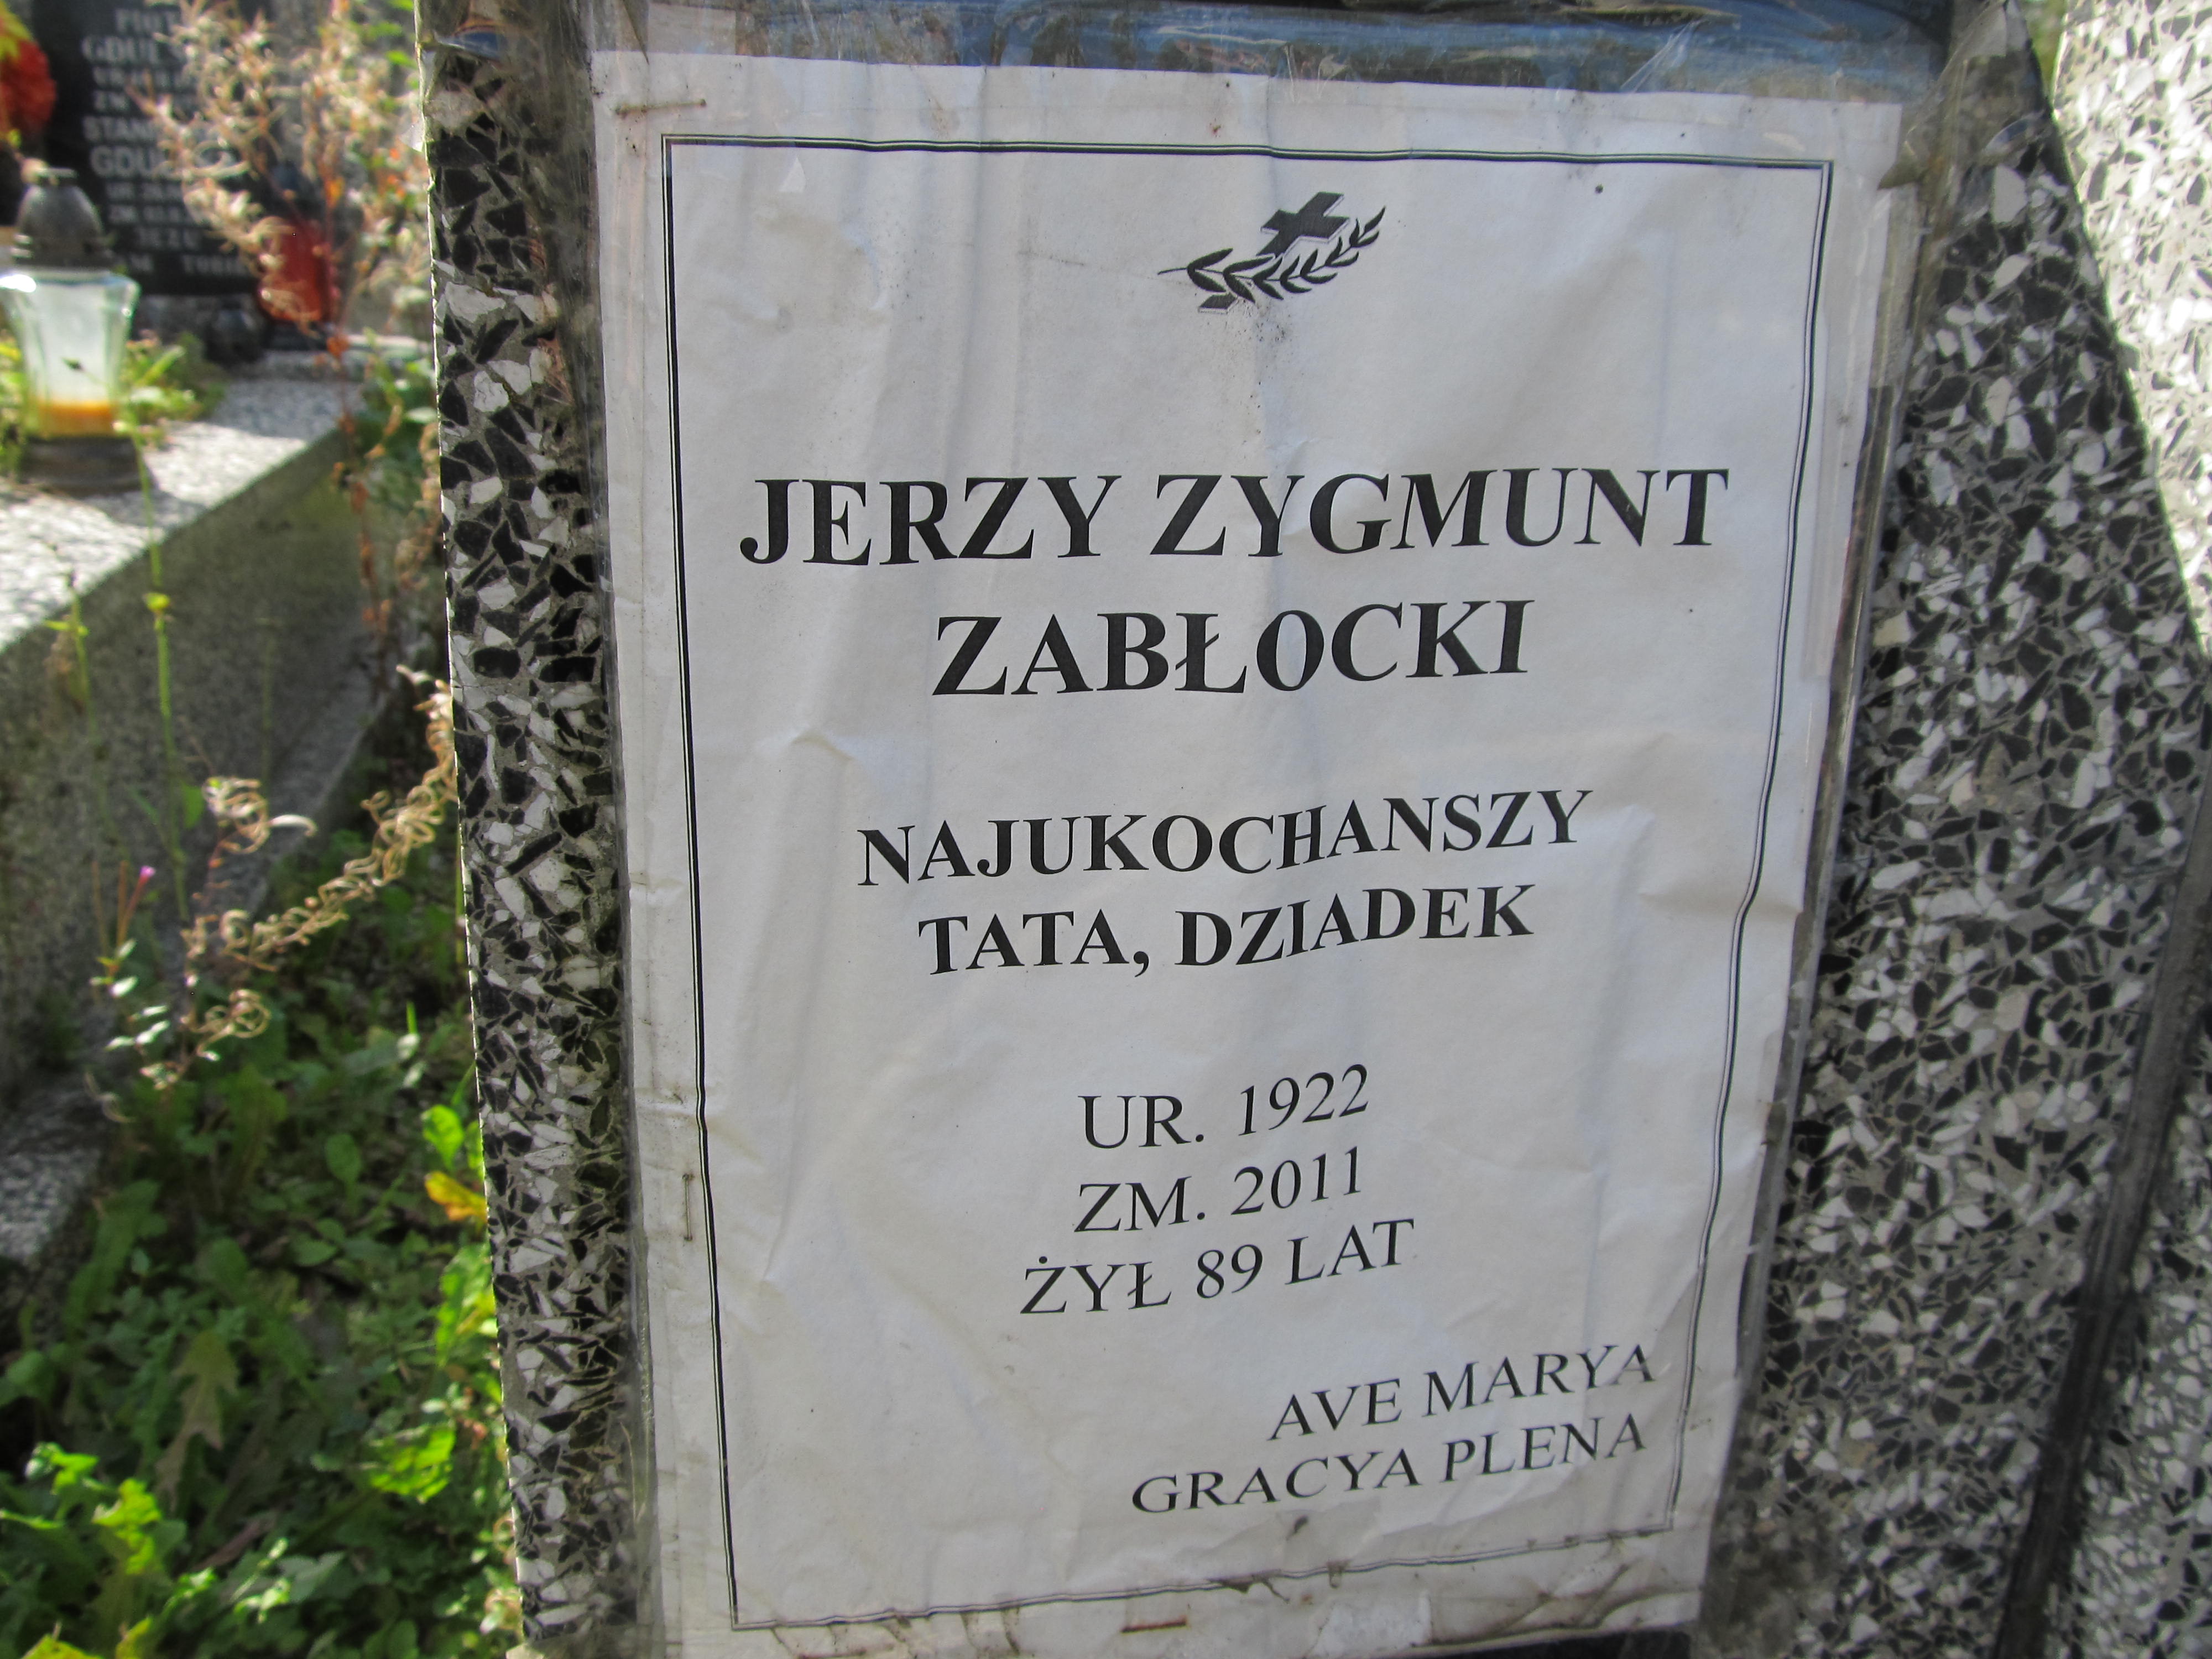 JERZY ZYGMUNT
ZABŁOCKI
NAJUKOCHANSZY
TATA, DZIADEK
UR. 1922
ZM. 2011
ŻYŁ 89 LAT
AVE MARYA
GRACYA PLENA